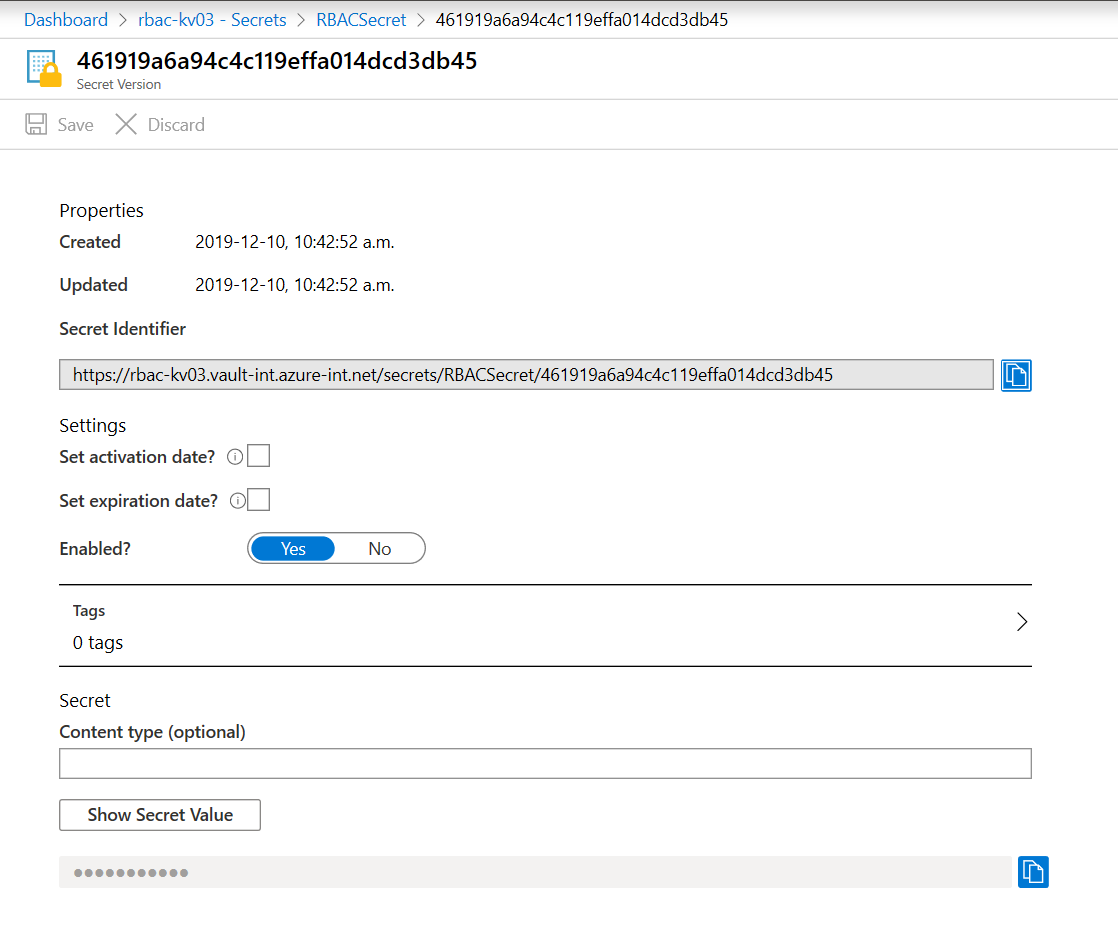 Dashboard > rbac-kv03 - Secrets > RBACSecret > 461919a6a94c4c119effa014dcd3db45
461919a6a94c4c119effa014dcd3db45
Secret Version
Save Discard
Properties
Created 2019-12-10, 10:42:52 a.m.
Updated 2019-12-10, 10:42:52 a.m.
Secret Identifier
https://rbac-kv03.vault-int.azure-int.net/secrets/RBACSecret/461919a6a94c4c119effa014dcd3db45
Settings
Set activation date?
Set expiration date?
Enabled? Yes No
Tags
0 tags
Secret
Content type (optional)
Show Secret Value
●●●●●●●●●●●